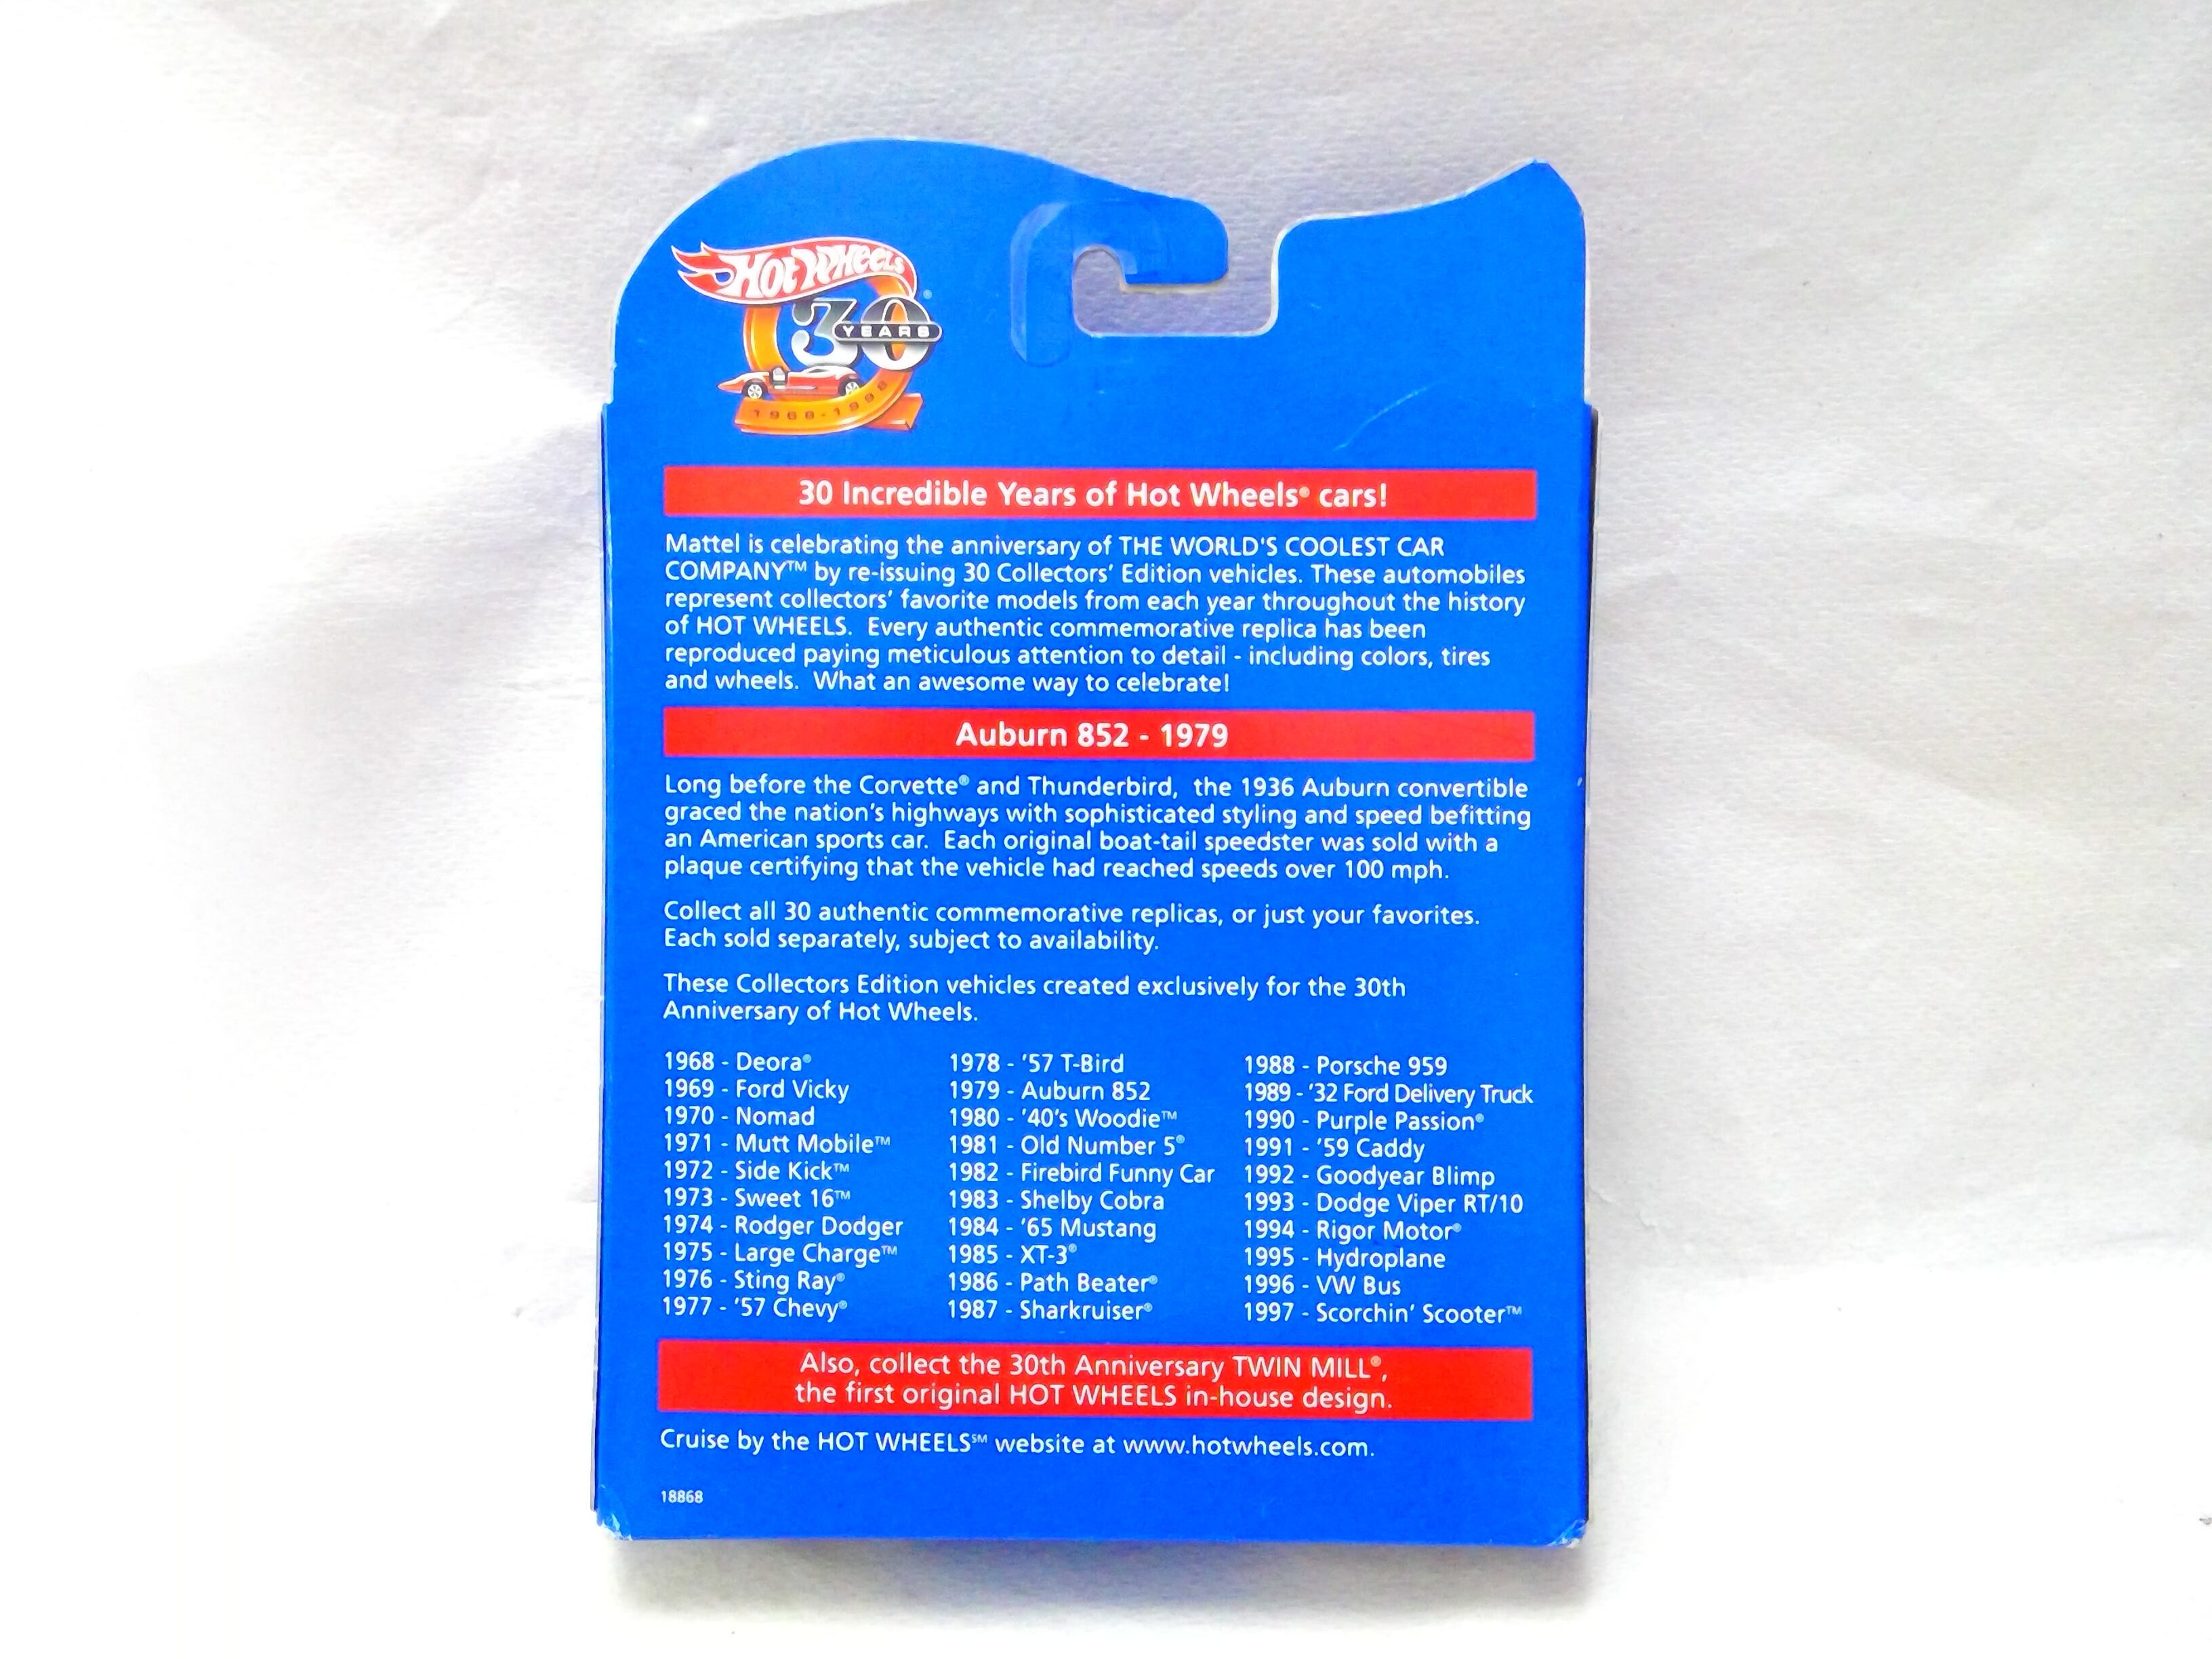 Hot Wheels®
30
YEARS
1968-1998
30 Incredible Years of Hot Wheels® cars!
Mattel is celebrating the anniversary of THE WORLD'S COOLEST CAR
COMPANY™ by re-issuing 30 Collectors' Edition vehicles. These automobiles
represent collectors' favorite models from each year throughout the history
of HOT WHEELS. Every authentic commemorative replica has been
reproduced paying meticulous attention to detail - including colors, tires
and wheels. What an awesome way to celebrate!
Auburn 852 - 1979
Long before the Corvette® and Thunderbird, the 1936 Auburn convertible
graced the nation's highways with sophisticated styling and speed befitting
an American sports car. Each original boat-tail speedster was sold with a
plaque certifying that the vehicle had reached speeds over 100 mph.
Collect all 30 authentic commemorative replicas, or just your favorites.
Each sold separately, subject to availability.
These Collectors Edition vehicles created exclusively for the 30th
Anniversary of Hot Wheels.
1968 - Deora®
1969 - Ford Vicky
1970 - Nomad
1971 - Mutt Mobile™
1972 - Side Kick™
1973 - Sweet 16™
1974 - Rodger Dodger
1975 - Large Charge™
1976 - Sting Ray®
1977 - '57 Chevy®
1978 - '57 T-Bird
1979 - Auburn 852
1980 - '40's Woodie™
1981 - Old Number 5®
1982 - Firebird Funny Car
1983 - Shelby Cobra
1984 - '65 Mustang
1985 - XT-3®
1986 - Path Beater®
1987 - Sharkruiser®
1988 - Porsche 959
1989 - '32 Ford Delivery Truck
1990 - Purple Passion®
1991 - '59 Caddy
1992 - Goodyear Blimp
1993 - Dodge Viper RT/10
1994 - Rigor Motor®
1995 - Hydroplane
1996 - VW Bus
1997 - Scorchin' Scooter™
Also, collect the 30th Anniversary TWIN MILL®,
the first original HOT WHEELS in-house design.
Cruise by the HOT WHEELS℠ website at www.hotwheels.com.
18868